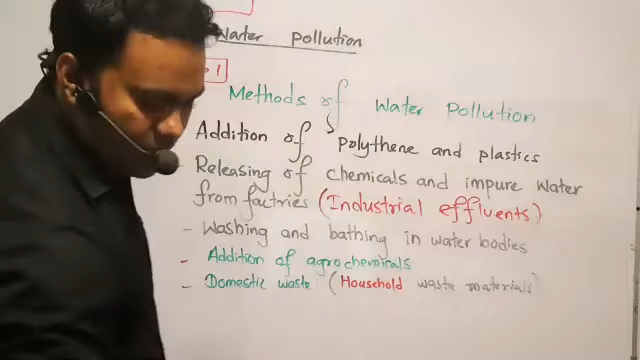 Water pollution
1
Methods of Water Pollution
Addition of polythene and plastics
- Releasing of chemicals and impure water
from factries (Industrial effluents)
- Washing and bathing in water bodies
- Addition of agrochemicals
- Domestic waste (Household waste materials)